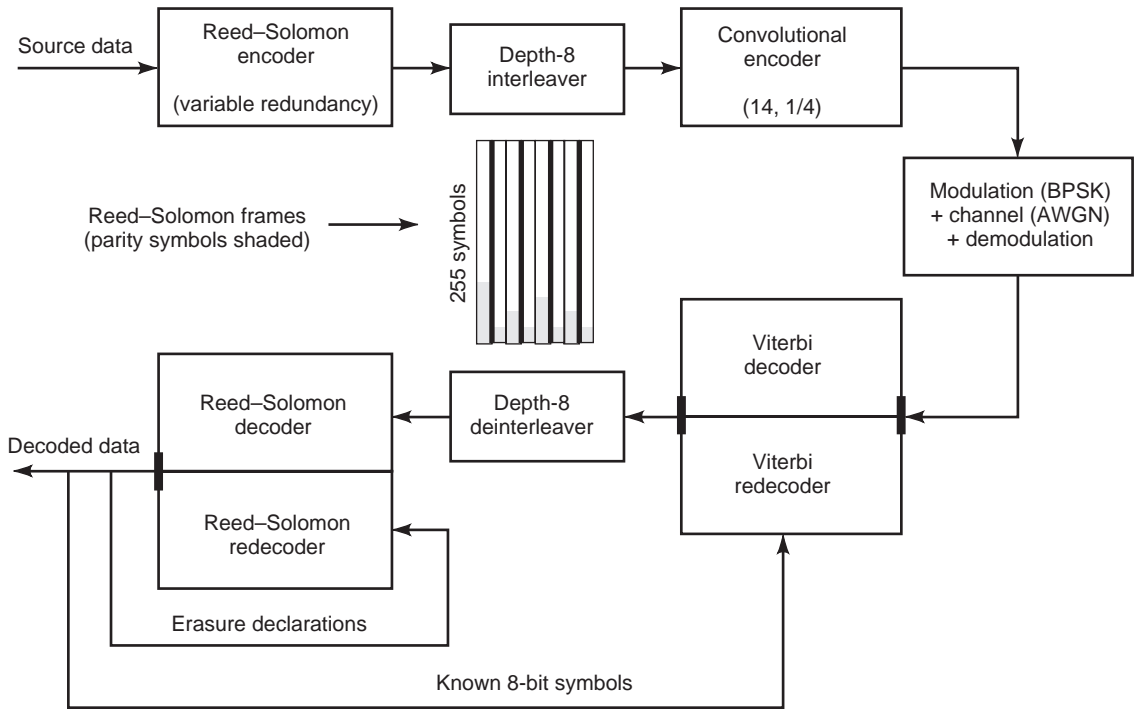 Source data
Reed–Solomon
encoder
(variable redundancy)
Depth-8
interleaver
Convolutional
encoder
(14, 1/4)
Modulation (BPSK)
+ channel (AWGN)
+ demodulation
Reed–Solomon frames
(parity symbols shaded)
255 symbols
Viterbi
decoder
Viterbi
redecoder
Depth-8
deinterleaver
Reed–Solomon
decoder
Reed–Solomon
redecoder
Decoded data
Erasure declarations
Known 8-bit symbols